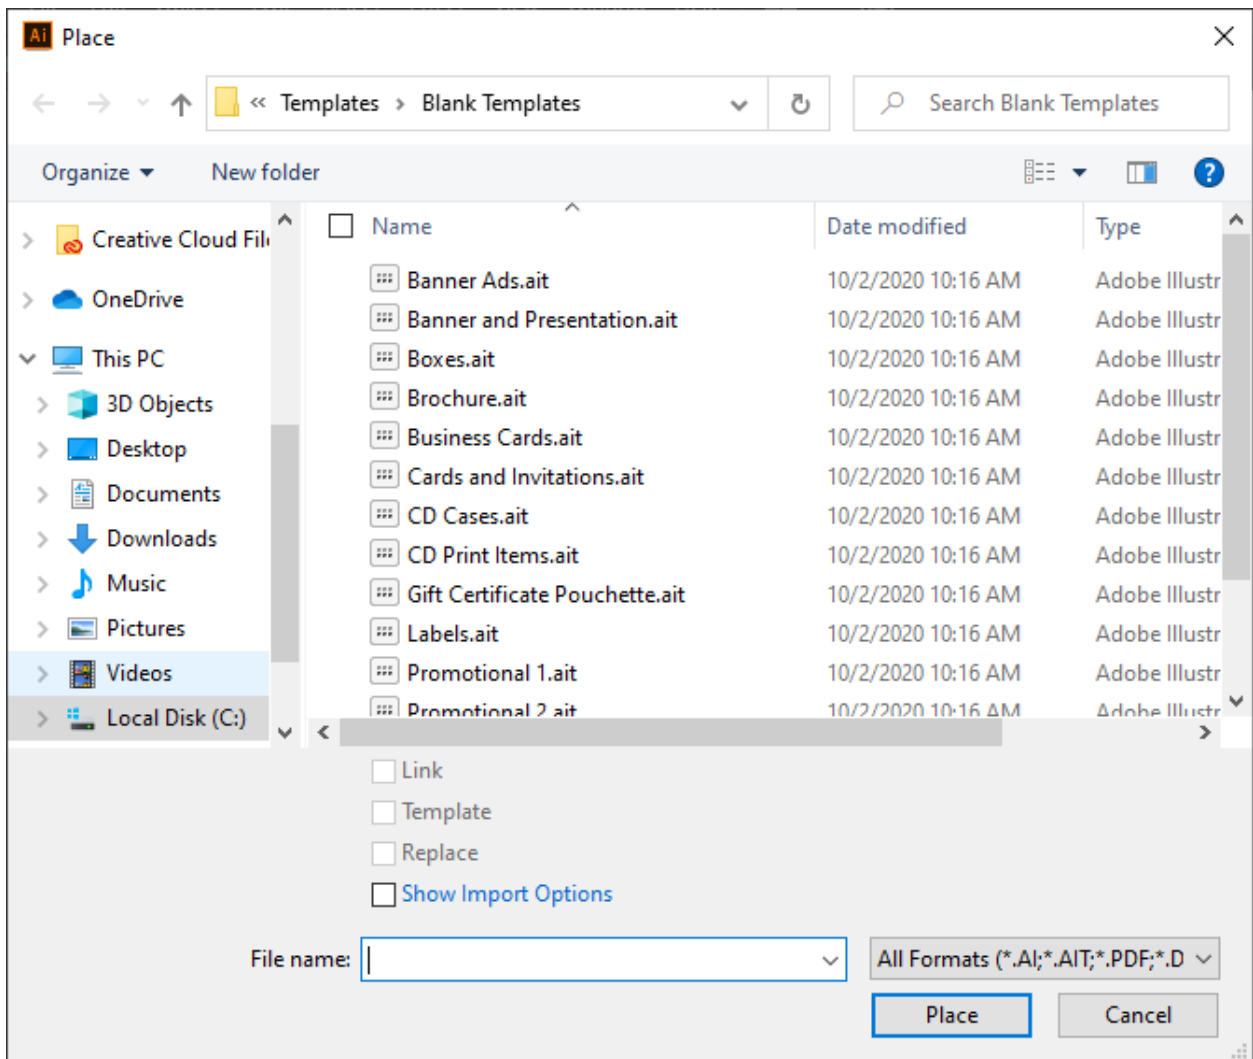 Ai Place
« Templates > Blank Templates
Search Blank Templates
Organize
New folder
?
Creative Cloud Fil
OneDrive
This PC
3D Objects
Desktop
Documents
Downloads
Music
Pictures
Videos
Local Disk (C:)
Name Date modified Type
Banner Ads.ait 10/2/2020 10:16 AM Adobe Illustr
Banner and Presentation.ait 10/2/2020 10:16 AM Adobe Illustr
Boxes.ait 10/2/2020 10:16 AM Adobe Illustr
Brochure.ait 10/2/2020 10:16 AM Adobe Illustr
Business Cards.ait 10/2/2020 10:16 AM Adobe Illustr
Cards and Invitations.ait 10/2/2020 10:16 AM Adobe Illustr
CD Cases.ait 10/2/2020 10:16 AM Adobe Illustr
CD Print Items.ait 10/2/2020 10:16 AM Adobe Illustr
Gift Certificate Pouchette.ait 10/2/2020 10:16 AM Adobe Illustr
Labels.ait 10/2/2020 10:16 AM Adobe Illustr
Promotional 1.ait 10/2/2020 10:16 AM Adobe Illustr
Promotional 2.ait 10/2/2020 10:16 AM Adobe Illustr
Link
Template
Replace
Show Import Options
File name:
All Formats (*.AI;*.AIT;*.PDF;*.D
Place
Cancel